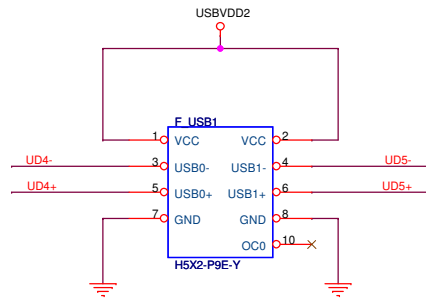 USBVDD2
F_USB1
1 VCC VCC 2
UD4- 3 USB0- USB1- 4 UD5-
UD4+ 5 USB0+ USB1+ 6 UD5+
7 GND GND 8
OC0 10
H5X2-P9E-Y